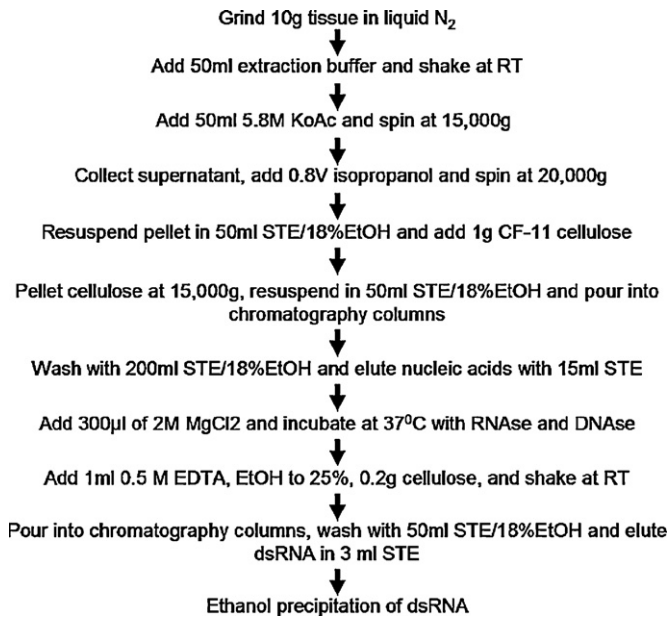 Grind 10g tissue in liquid N₂
Add 50ml extraction buffer and shake at RT
Add 50ml 5.8M KoAc and spin at 15,000g
Collect supernatant, add 0.8V isopropanol and spin at 20,000g
Resuspend pellet in 50ml STE/18%EtOH and add 1g CF-11 cellulose
Pellet cellulose at 15,000g, resuspend in 50ml STE/18%EtOH and pour into
chromatography columns
Wash with 200ml STE/18%EtOH and elute nucleic acids with 15ml STE
Add 300µl of 2M MgCl2 and incubate at 37⁰C with RNAse and DNAse
Add 1ml 0.5 M EDTA, EtOH to 25%, 0.2g cellulose, and shake at RT
Pour into chromatography columns, wash with 50ml STE/18%EtOH and elute
dsRNA in 3 ml STE
Ethanol precipitation of dsRNA